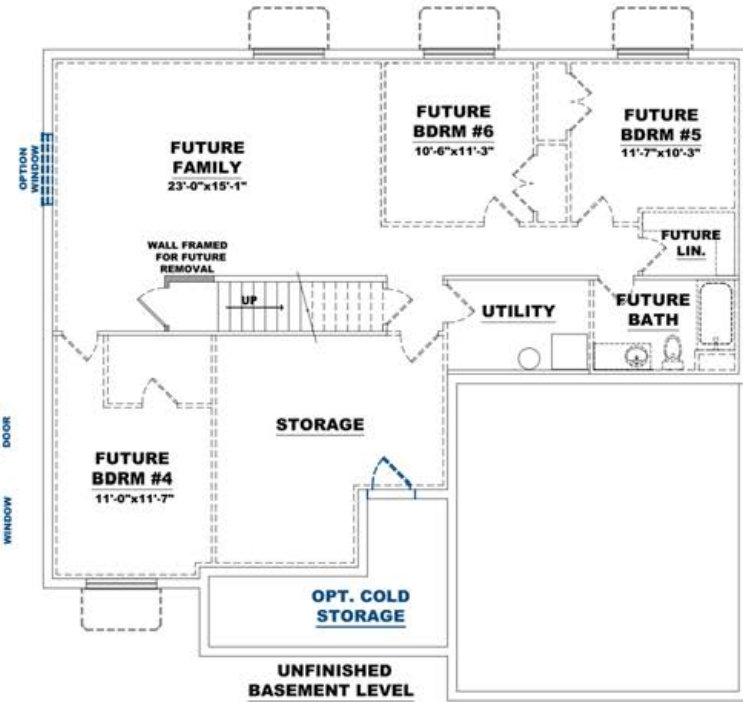 OPTION
WINDOW
FUTURE
FAMILY
23'-0"x15'-1"
FUTURE
BDRM #6
10'-6"x11'-3"
FUTURE
BDRM #5
11'-7"x10'-3"
WALL FRAMED
FOR FUTURE
REMOVAL
UP
FUTURE
LIN.
UTILITY
FUTURE
BATH
DOOR
WINDOW
FUTURE
BDRM #4
11'-0"x11'-7"
STORAGE
OPT. COLD
STORAGE
UNFINISHED
BASEMENT LEVEL